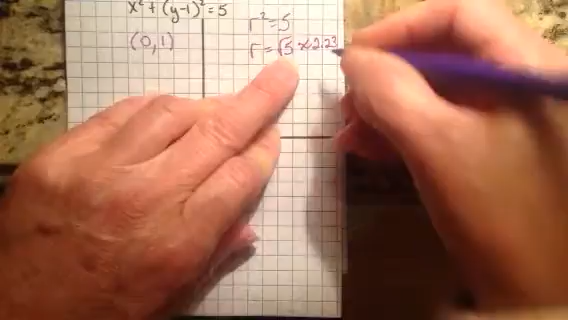 x² + (y-1)² = 5
(0,1)
r² = 5
r = √5 ≈ 2.23